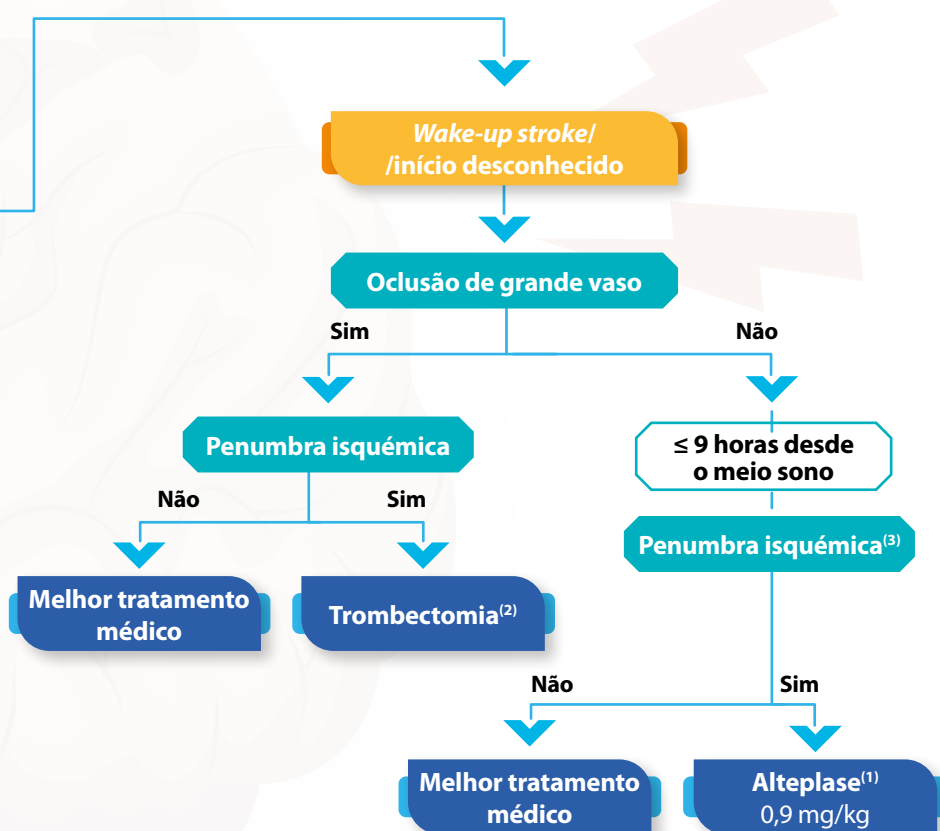 Wake-up stroke/
/início desconhecido
Oclusão de grande vaso
Sim
Não
Penumbra isquémica
≤ 9 horas desde
o meio sono
Não
Sim
Penumbra isquémica(3)
Melhor tratamento
médico
Trombectomia(2)
Não
Sim
Melhor tratamento
médico
Alteplase(1)
0,9 mg/kg